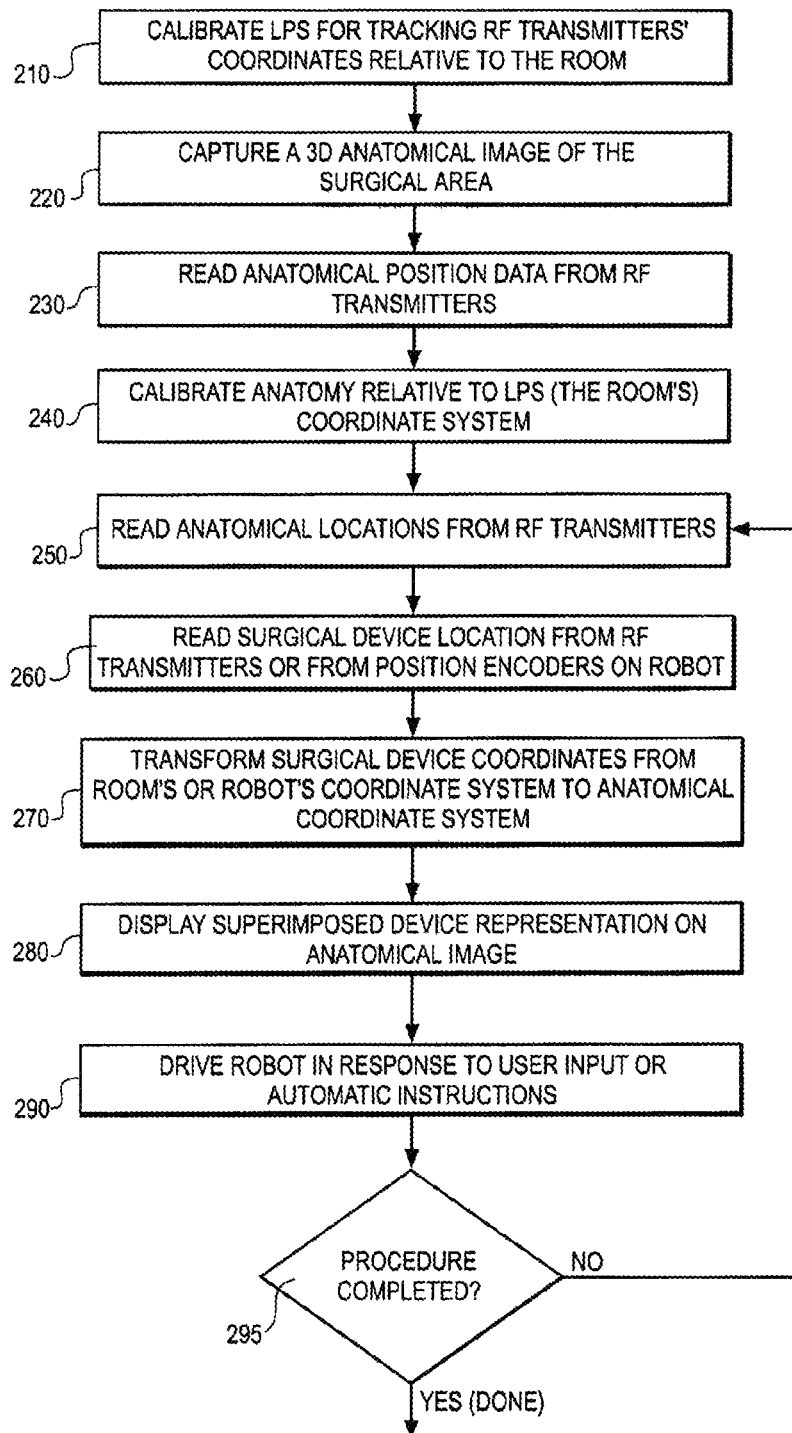 CALIBRATE LPS FOR TRACKING RF TRANSMITTERS'
COORDINATES RELATIVE TO THE ROOM
210
CAPTURE A 3D ANATOMICAL IMAGE OF THE
SURGICAL AREA
220
READ ANATOMICAL POSITION DATA FROM RF
TRANSMITTERS
230
CALIBRATE ANATOMY RELATIVE TO LPS (THE ROOM'S)
COORDINATE SYSTEM
240
READ ANATOMICAL LOCATIONS FROM RF TRANSMITTERS
250
READ SURGICAL DEVICE LOCATION FROM RF
TRANSMITTERS OR FROM POSITION ENCODERS ON ROBOT
260
TRANSFORM SURGICAL DEVICE COORDINATES FROM
ROOM'S OR ROBOT'S COORDINATE SYSTEM TO ANATOMICAL
COORDINATE SYSTEM
270
DISPLAY SUPERIMPOSED DEVICE REPRESENTATION ON
ANATOMICAL IMAGE
280
DRIVE ROBOT IN RESPONSE TO USER INPUT OR
AUTOMATIC INSTRUCTIONS
290
PROCEDURE
COMPLETED?
NO
295
YES (DONE)